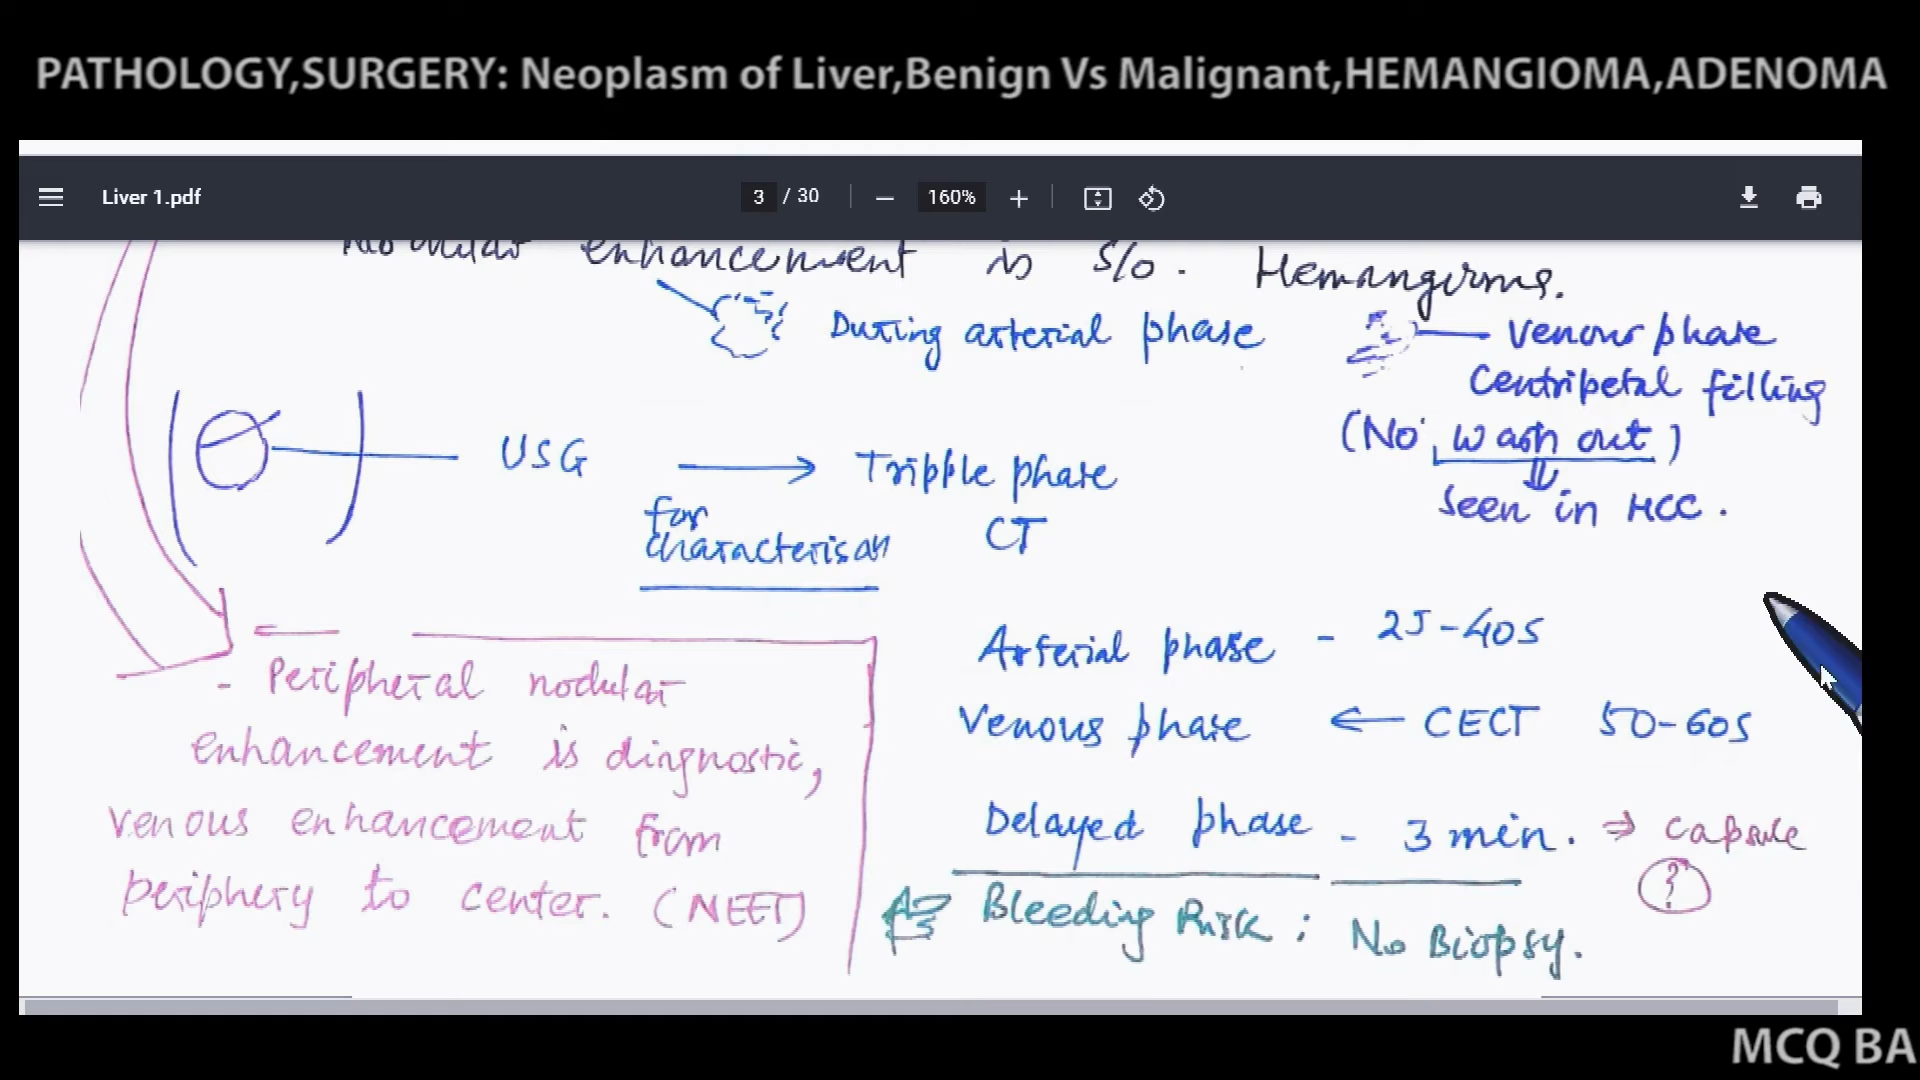 PATHOLOGY,SURGERY: Neoplasm of Liver,Benign Vs Malignant,HEMANGIOMA,ADENOMA
Liver 1.pdf
3 / 30
160%
Nodular enhancement is S/O. Hemangioma.
During arterial phase
Venous phase
Centripetal filling
(No wash out)
Seen in HCC.
USG
for
characterisan
Tripple phase
CT
Arterial phase - 25-40s
Venous phase ← CECT 50-60s
Delayed phase - 3 min. ⇒ capsule
?
Bleeding Risk : No Biopsy.
- Peripheral nodular
enhancement is diagnostic,
venous enhancement from
periphery to center. (NEET)
MCQ BA